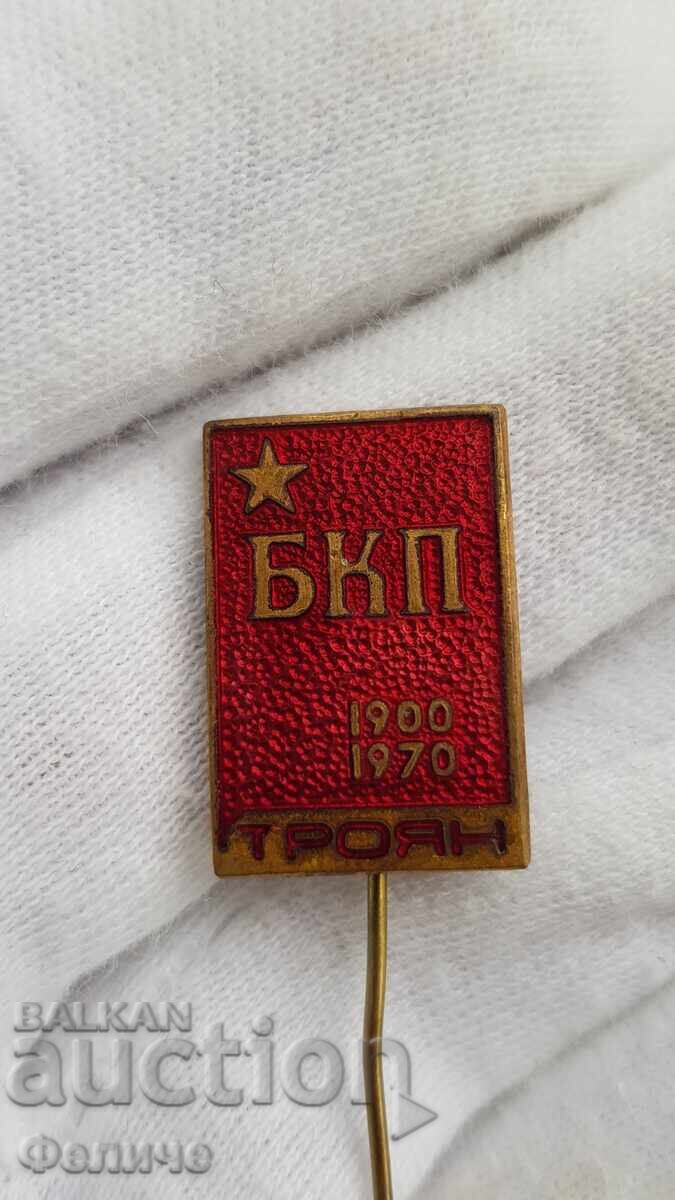 БКП
1900
1970
ТРОЯН
BALKAN
auction
Феличе